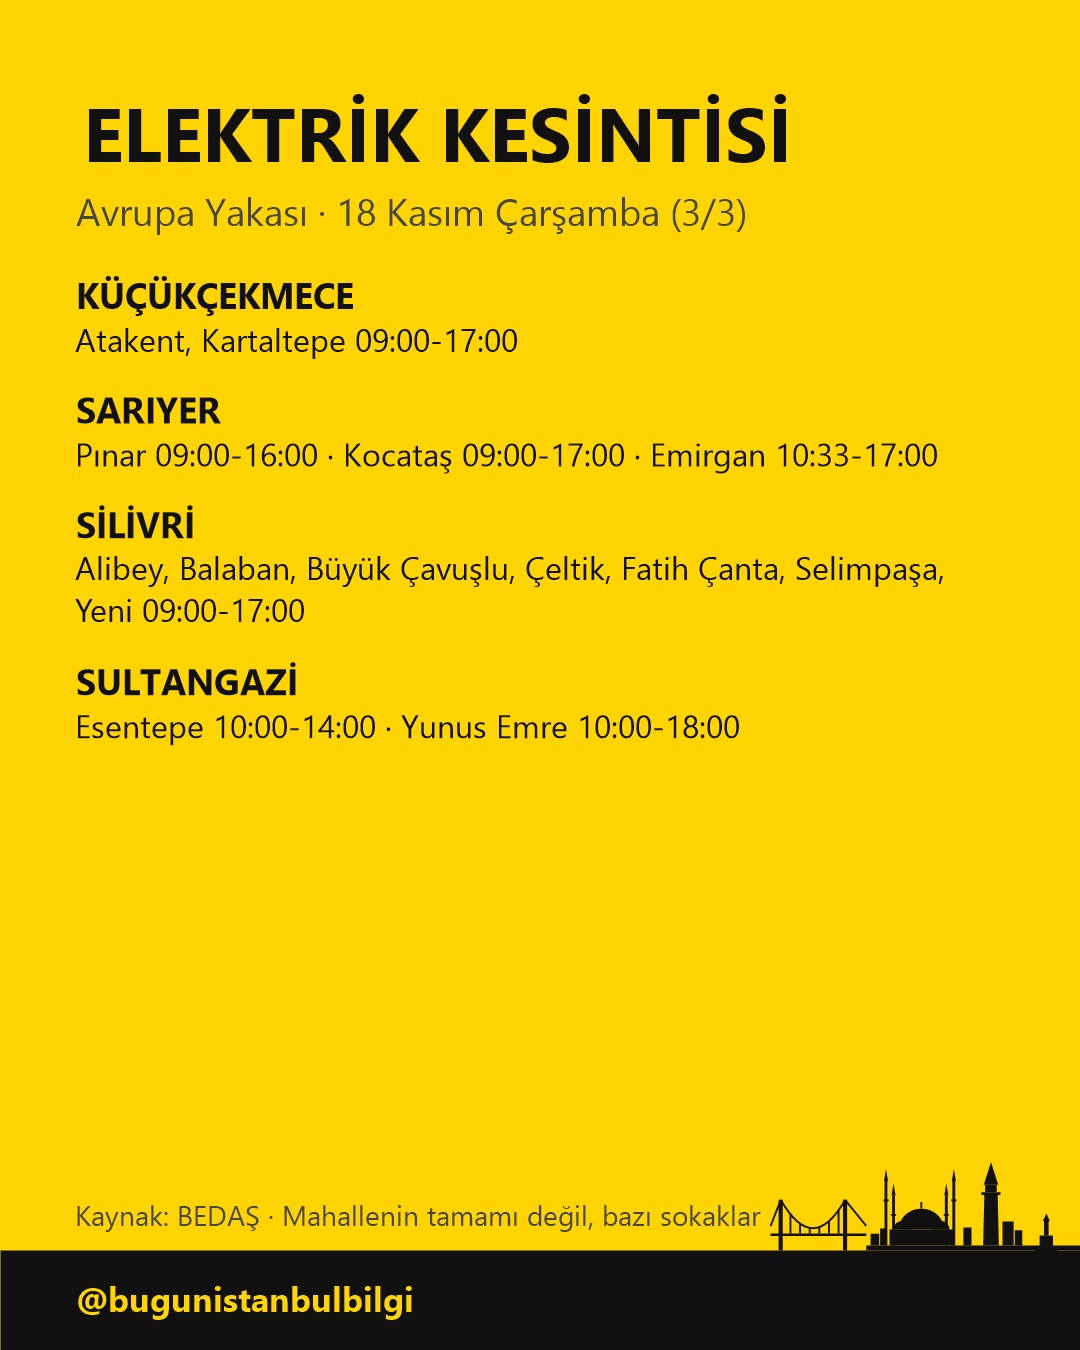 ELEKTRİK KESİNTİSİ
Avrupa Yakası · 18 Kasım Çarşamba (3/3)
KÜÇÜKÇEKMECE
Atakent, Kartaltepe 09:00-17:00
SARIYER
Pınar 09:00-16:00 · Kocataş 09:00-17:00 · Emirgan 10:33-17:00
SİLİVRİ
Alibey, Balaban, Büyük Çavuşlu, Çeltik, Fatih Çanta, Selimpaşa,
Yeni 09:00-17:00
SULTANGAZİ
Esentepe 10:00-14:00 · Yunus Emre 10:00-18:00
Kaynak: BEDAŞ · Mahallenin tamamı değil, bazı sokaklar
@bugunistanbulbilgi